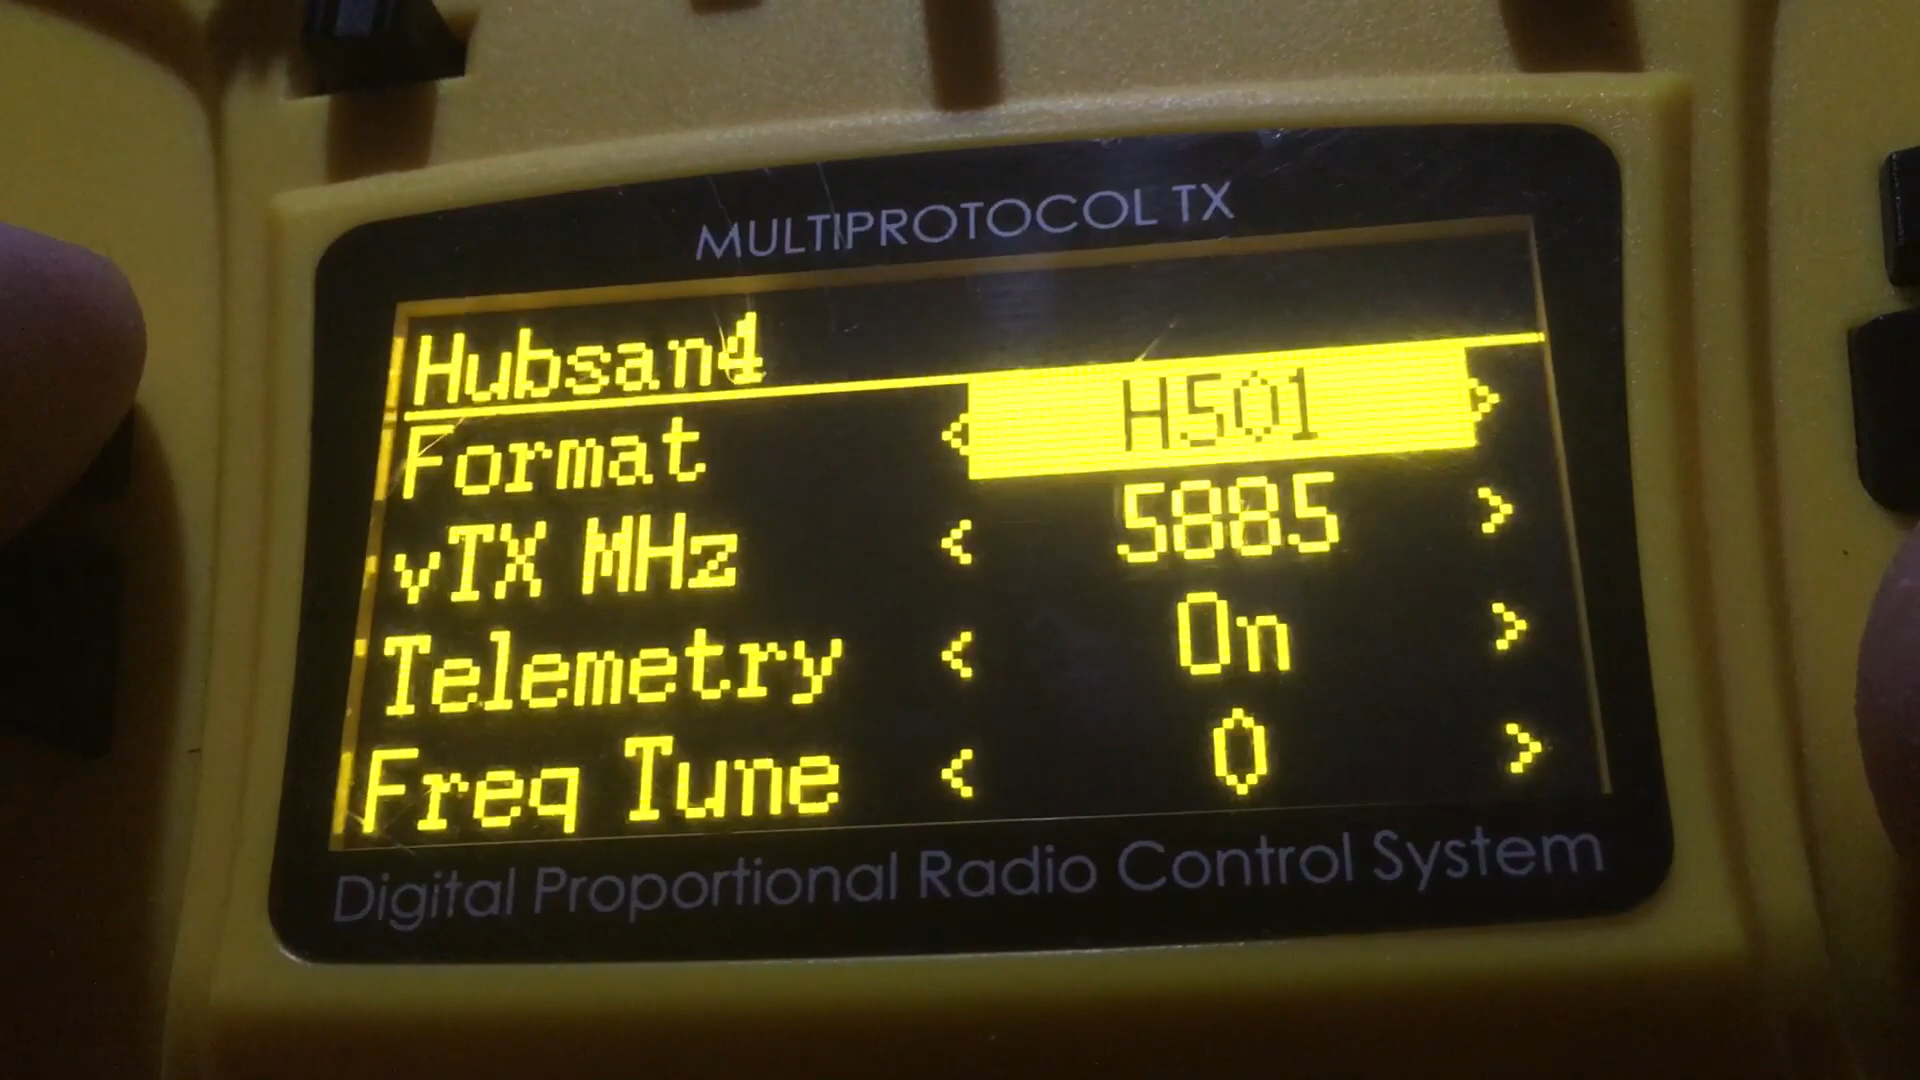 MULTIPROTOCOL TX
Hubsan4
Format < H501 >
vTX MHz < 5885 >
Telemetry < On >
Freq Tune < 0 >
Digital Proportional Radio Control System